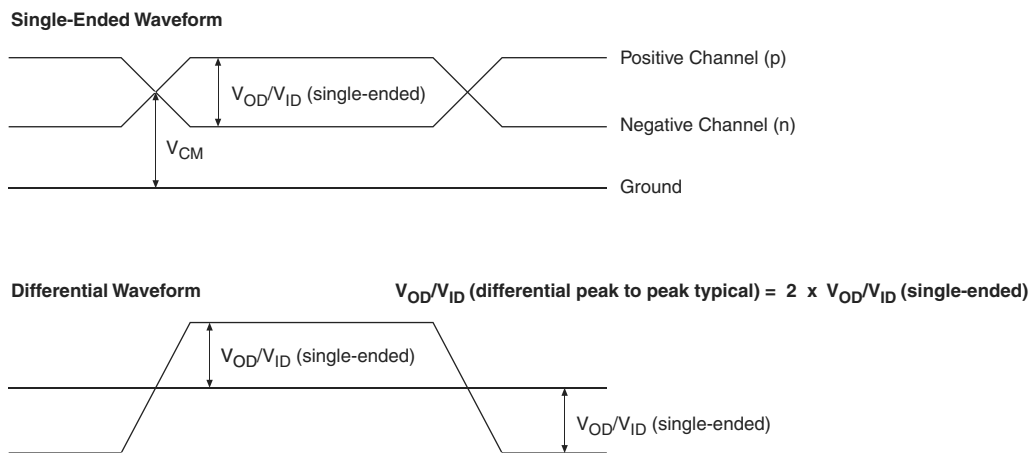 Single-Ended Waveform
Positive Channel (p)
VOD/VID (single-ended)
Negative Channel (n)
VCM
Ground
Differential Waveform
VOD/VID (differential peak to peak typical) = 2 x VOD/VID (single-ended)
VOD/VID (single-ended)
VOD/VID (single-ended)